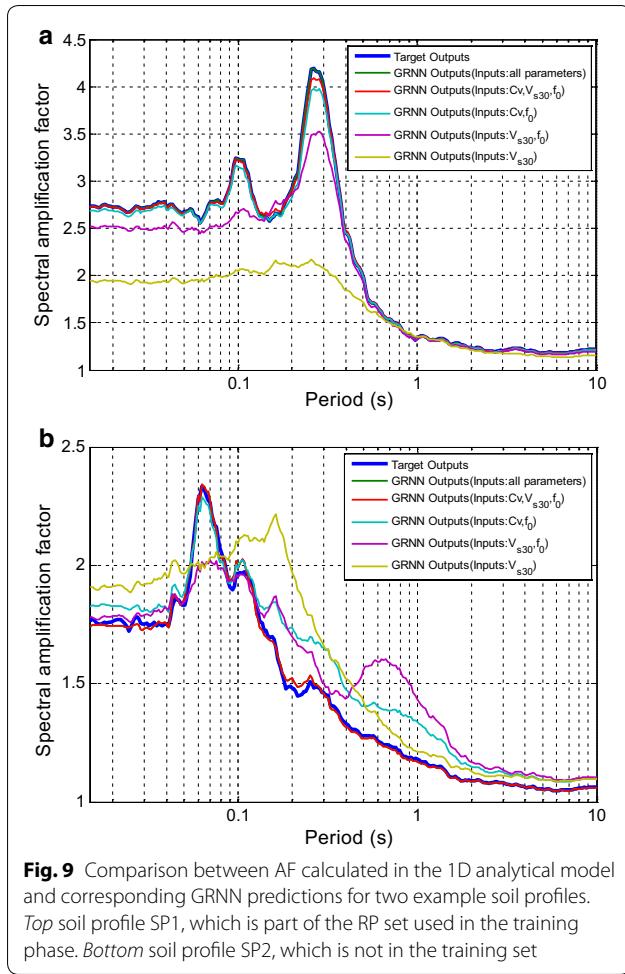 a
4.5
4
3.5
3
2.5
2
1.5
1
Spectral amplification factor
Target Outputs
GRNN Outputs(Inputs:all parameters)
GRNN Outputs(Inputs:Cv,Vs30,f0)
GRNN Outputs(Inputs:Cv,f0)
GRNN Outputs(Inputs:Vs30,f0)
GRNN Outputs(Inputs:Vs30)
0.1 1 10
Period (s)
b
2.5
2
1.5
1
Spectral amplification factor
Target Outputs
GRNN Outputs(Inputs:all parameters)
GRNN Outputs(Inputs:Cv,Vs30,f0)
GRNN Outputs(Inputs:Cv,f0)
GRNN Outputs(Inputs:Vs30,f0)
GRNN Outputs(Inputs:Vs30)
0.1 1 10
Period (s)
Fig. 9 Comparison between AF calculated in the 1D analytical model
and corresponding GRNN predictions for two example soil profiles.
Top soil profile SP1, which is part of the RP set used in the training
phase. Bottom soil profile SP2, which is not in the training set